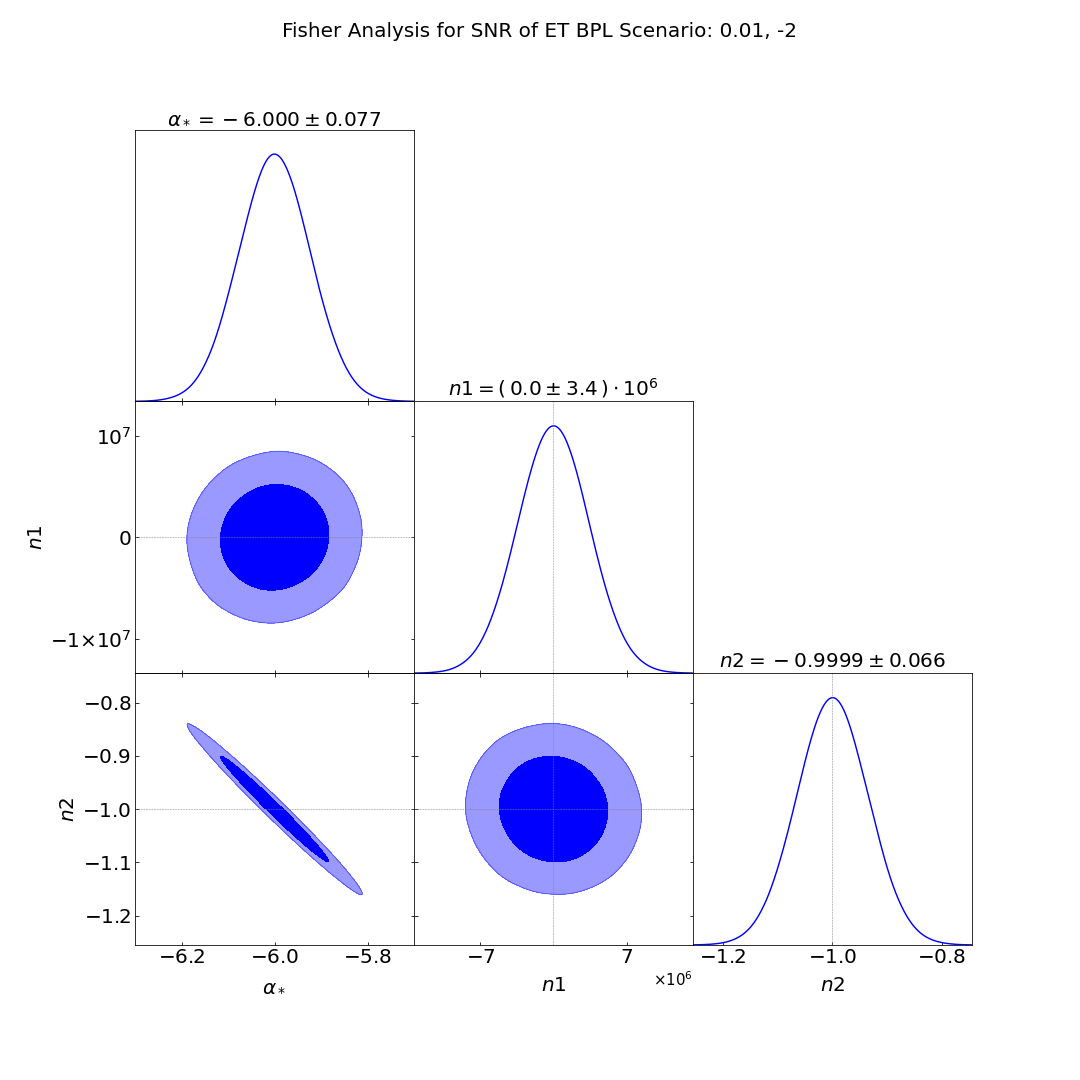 Fisher Analysis for SNR of ET BPL Scenario: 0.01, -2
α* = −6.000 ± 0.077
n1 = ( 0.0 ± 3.4 ) · 10⁶
10⁷
0
−1×10⁷
n1
n2 = −0.9999 ± 0.066
−0.8
−0.9
−1.0
−1.1
−1.2
n2
−6.2 −6.0 −5.8 −7 7 −1.2 −1.0 −0.8
×10⁶
α* n1 n2